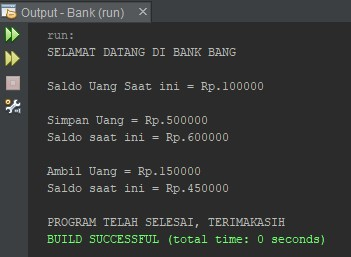 Output - Bank (run)
run:
SELAMAT DATANG DI BANK BANG
Saldo Uang Saat ini = Rp.100000
Simpan Uang = Rp.500000
Saldo saat ini = Rp.600000
Ambil Uang = Rp.150000
Saldo saat ini = Rp.450000
PROGRAM TELAH SELESAI, TERIMAKASIH
BUILD SUCCESSFUL (total time: 0 seconds)